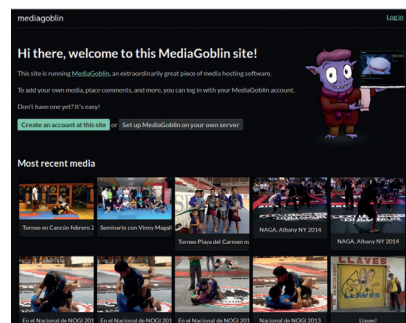 mediagoblin
Log in
Hi there, welcome to this MediaGoblin site!
This site is running MediaGoblin, an extraordinarily great piece of media hosting software.
To add your own media, place comments, and more, you can log in with your MediaGoblin account.
Don't have one yet? It's easy!
Create an account at this site or Set up MediaGoblin on your own server
Most recent media
Torneo en Cancún febrero 2
Seminario con Vinny Magall
Torneo Playa del Carmen m
NAGA, Albany NY 2014
NAGA, Albany NY 2014
En el Nacional de NOGI 201
En el Nacional de NOGI 201
En el Nacional de NOGI 201
Nacional de NOGI 2013
LLAVES
Llaves!